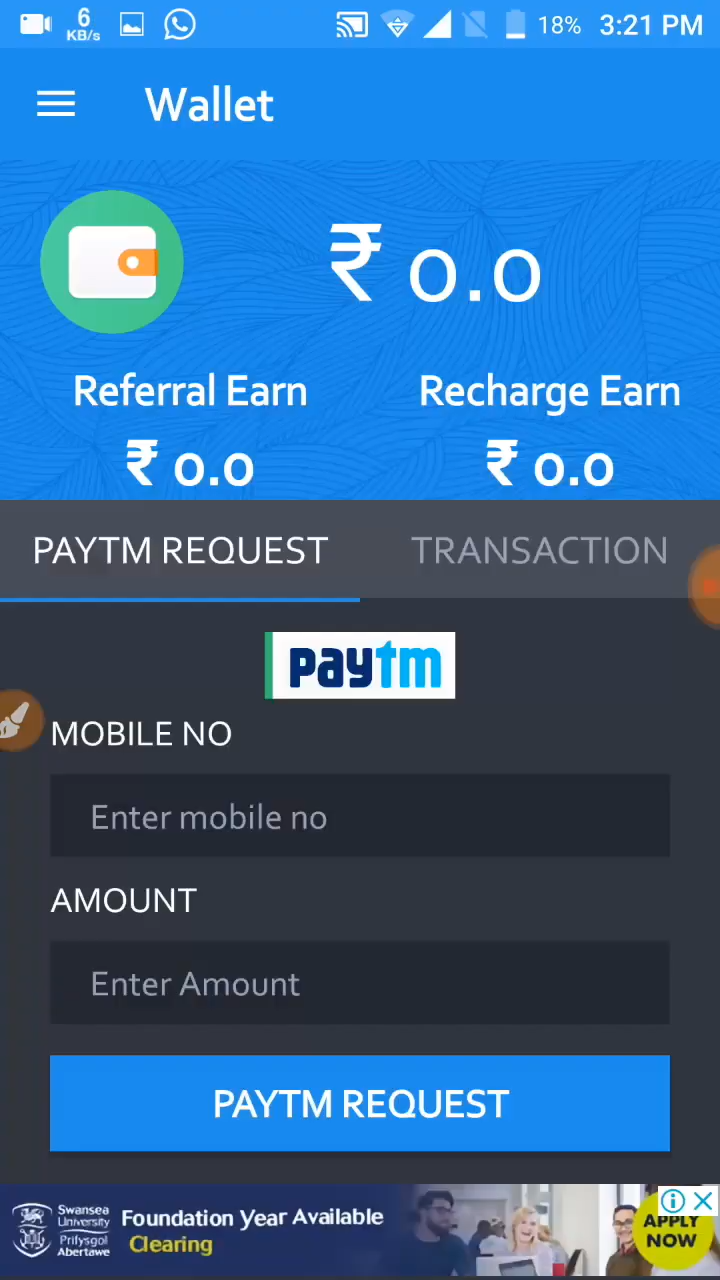 6
KB/s
18% 3:21 PM
Wallet
₹ 0.0
Referral Earn Recharge Earn
₹ 0.0 ₹ 0.0
PAYTM REQUEST TRANSACTION
paytm
MOBILE NO
Enter mobile no
AMOUNT
Enter Amount
PAYTM REQUEST
Swansea
University
Prifysgol
Abertawe
Foundation Year Available
Clearing
APPLY
NOW